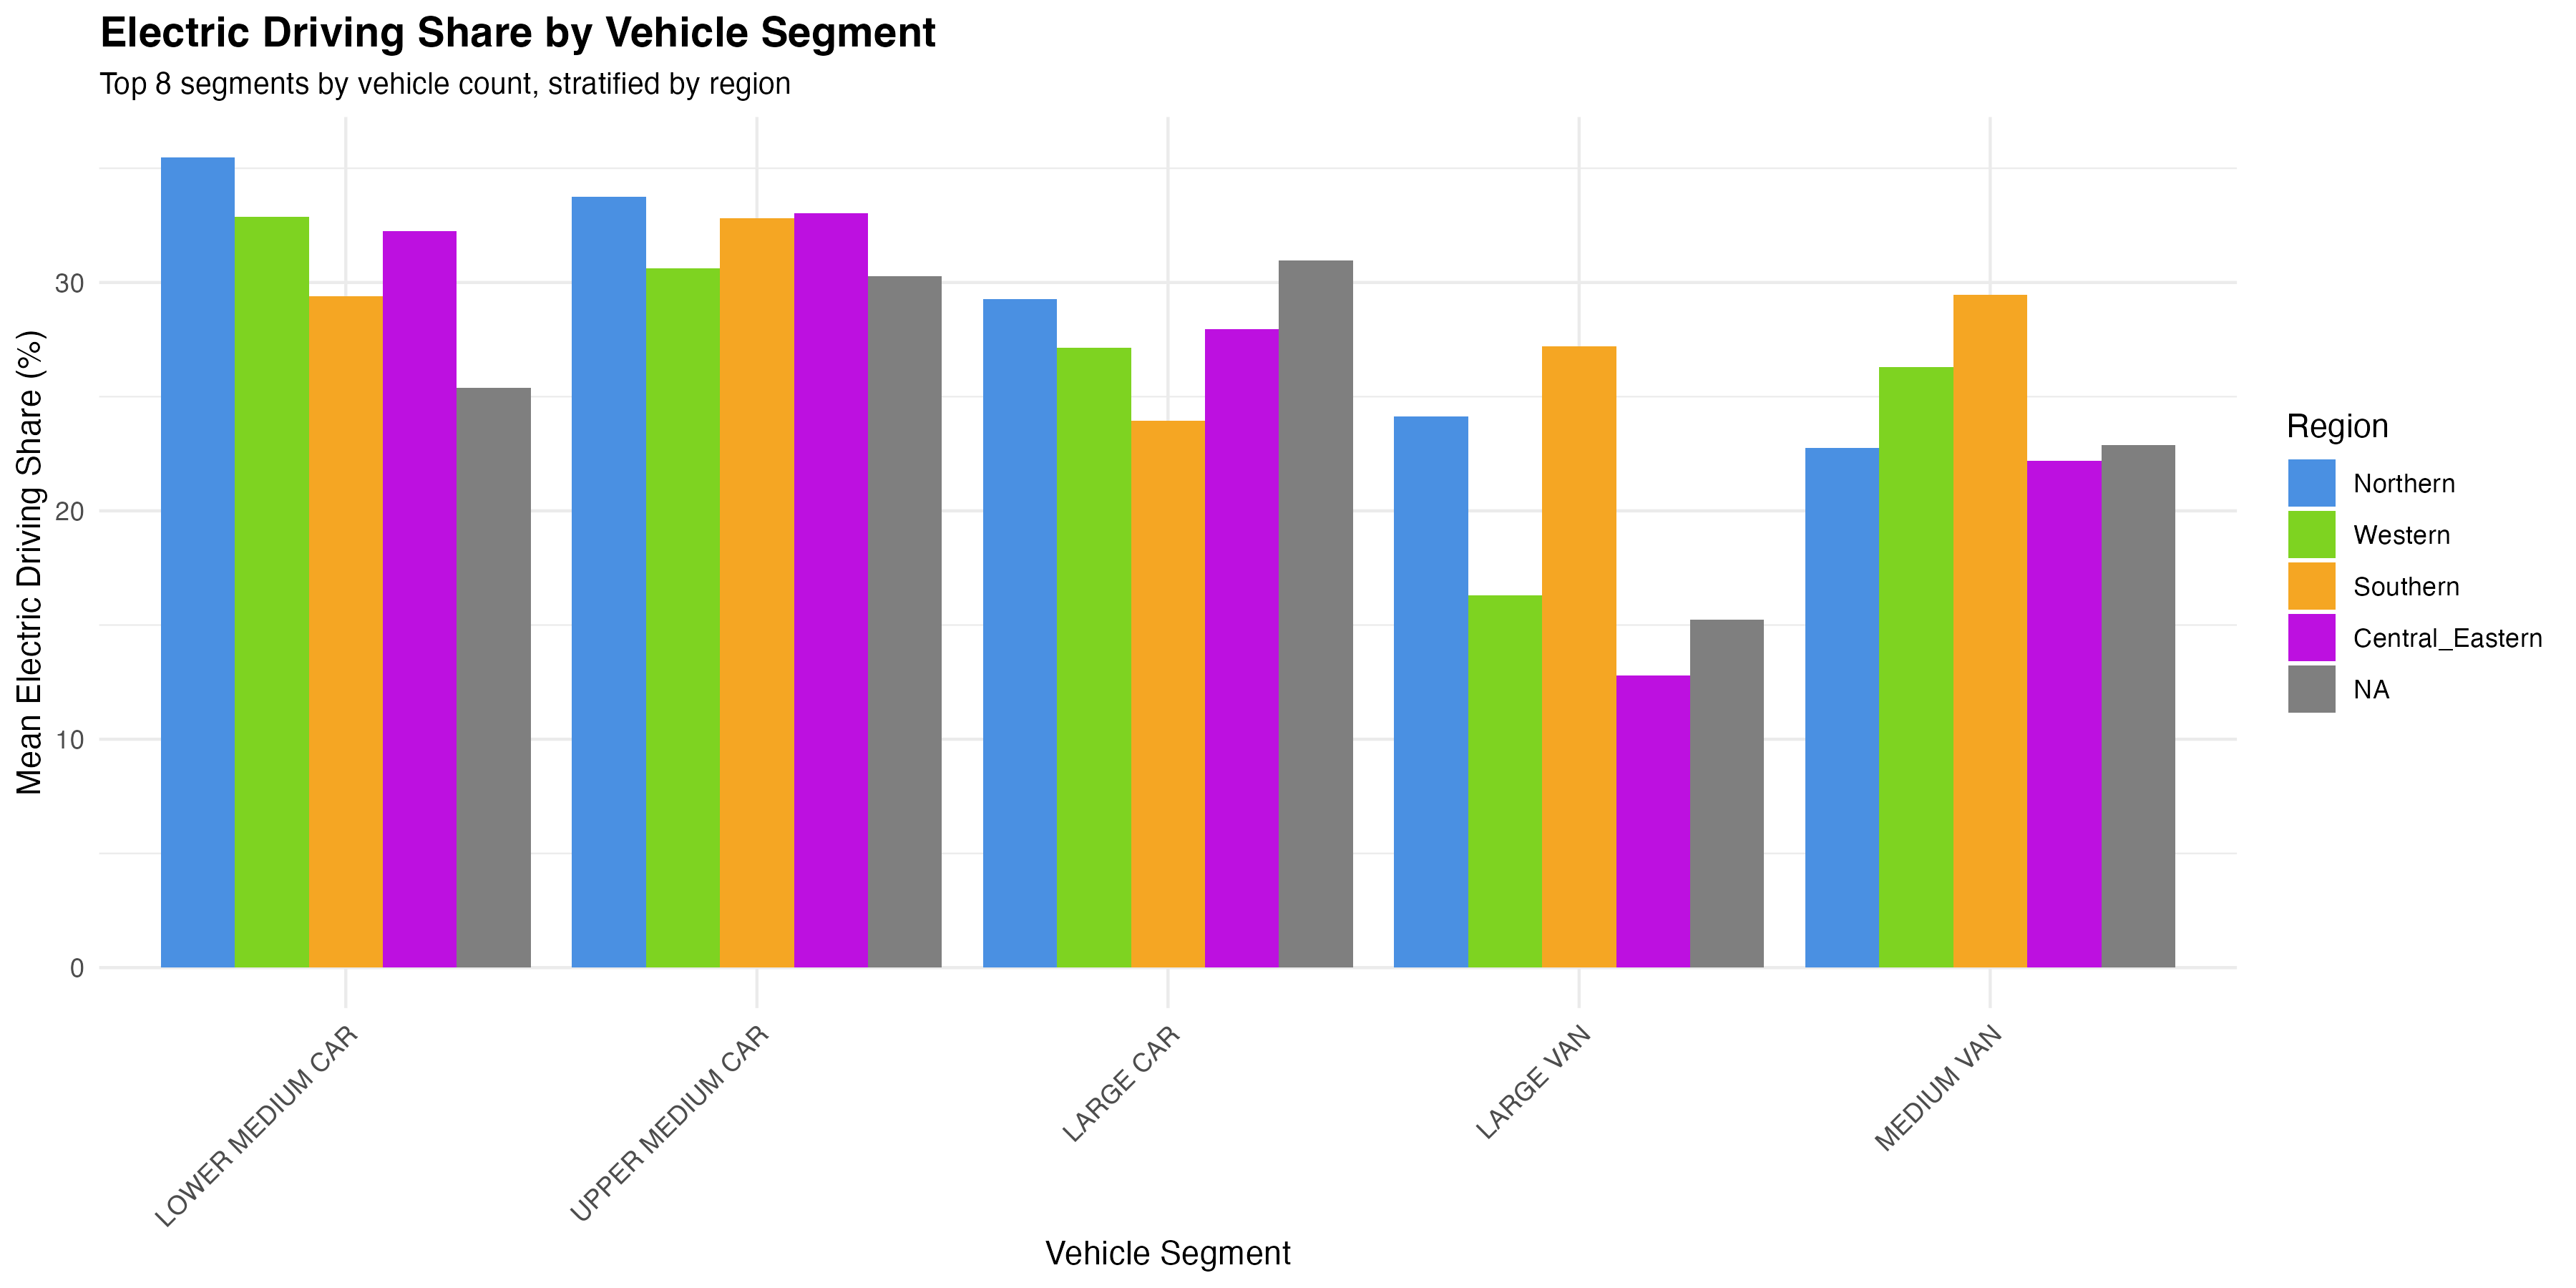 Electric Driving Share by Vehicle Segment
Top 8 segments by vehicle count, stratified by region
Mean Electric Driving Share (%)
30
20
10
0
LOWER MEDIUM CAR
UPPER MEDIUM CAR
LARGE CAR
LARGE VAN
MEDIUM VAN
Vehicle Segment
Region
Northern
Western
Southern
Central_Eastern
NA